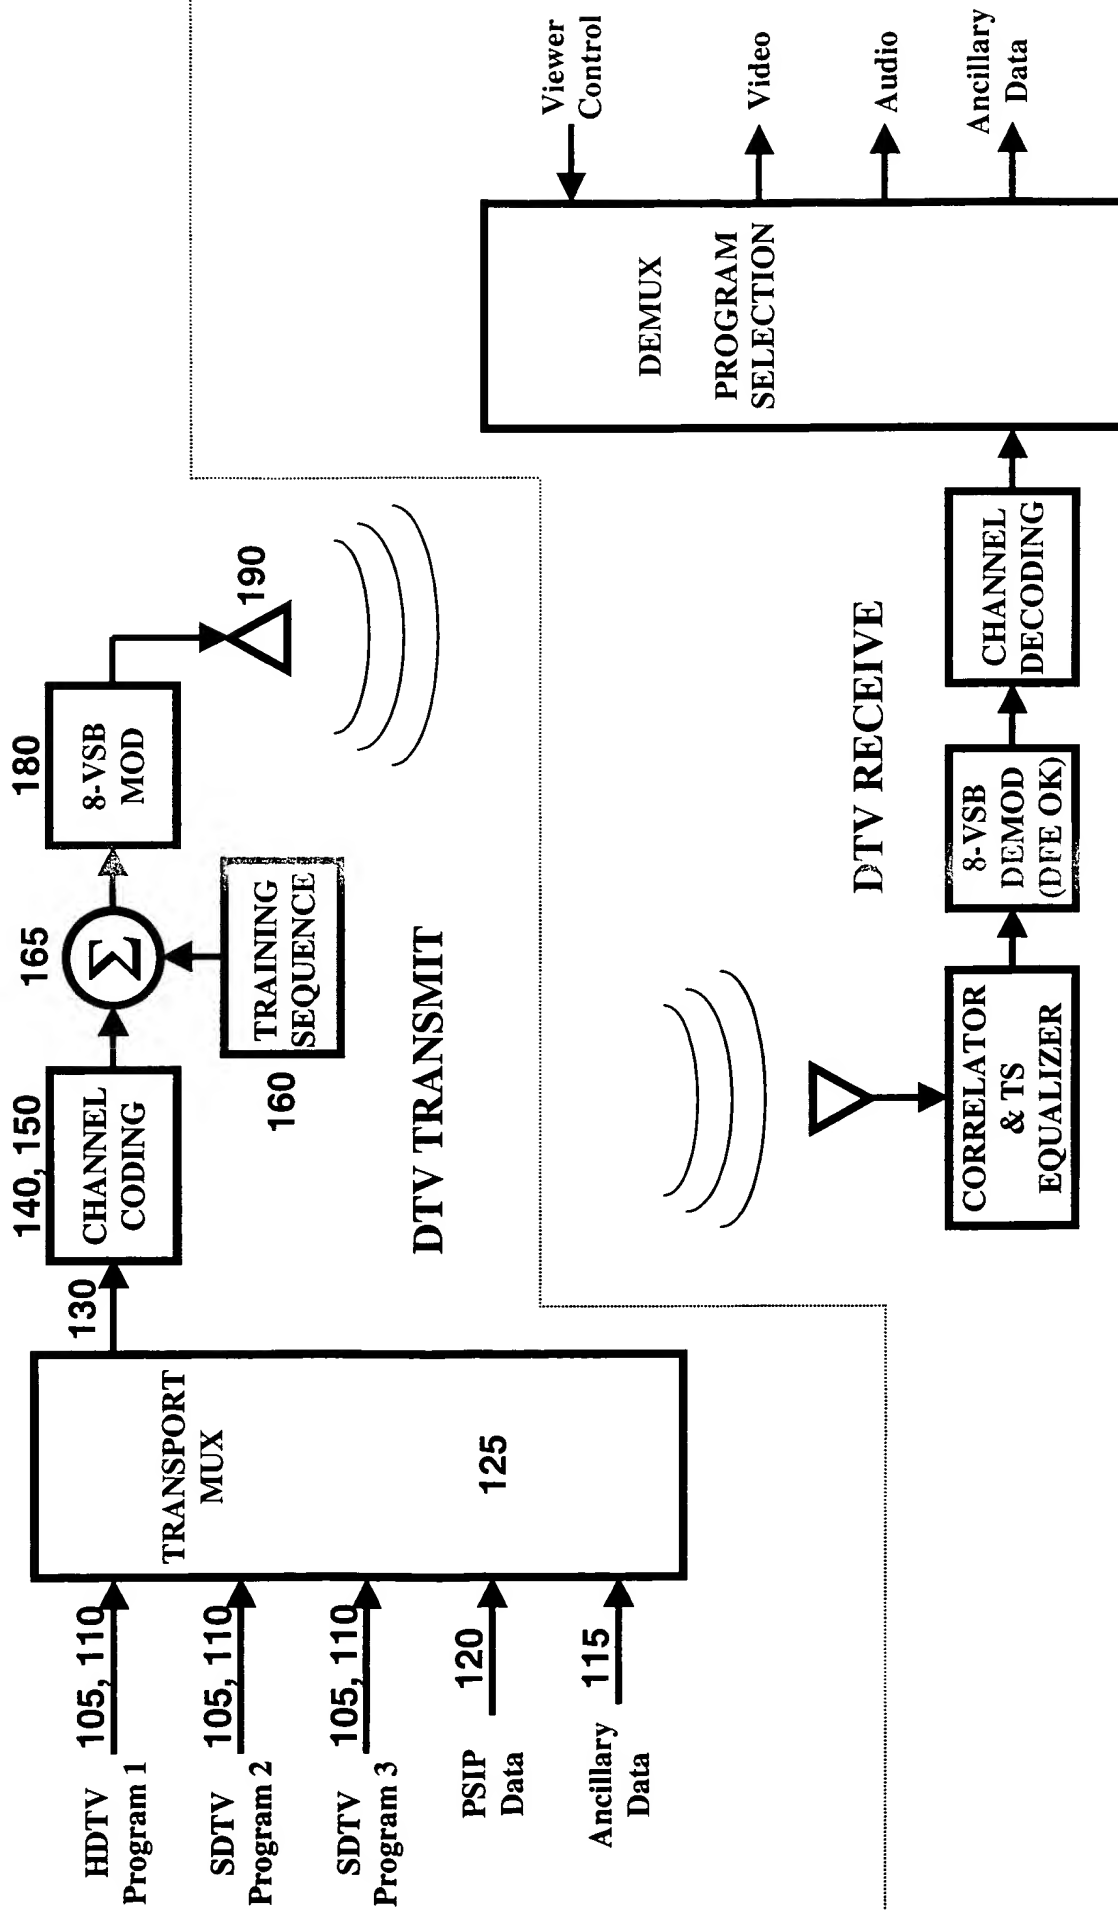 HDTV
Program 1
105, 110
SDTV
Program 2
105, 110
SDTV
Program 3
105, 110
PSIP
Data
120
Ancillary
Data
115
TRANSPORT
MUX
125
130
140, 150
CHANNEL
CODING
165
Σ
160
TRAINING
SEQUENCE
180
8-VSB
MOD
190
DTV TRANSMIT
DTV RECEIVE
CORRELATOR
& TS
EQUALIZER
8-VSB
DEMOD
(DFE OK)
CHANNEL
DECODING
DEMUX
PROGRAM
SELECTION
Viewer
Control
Video
Audio
Ancillary
Data